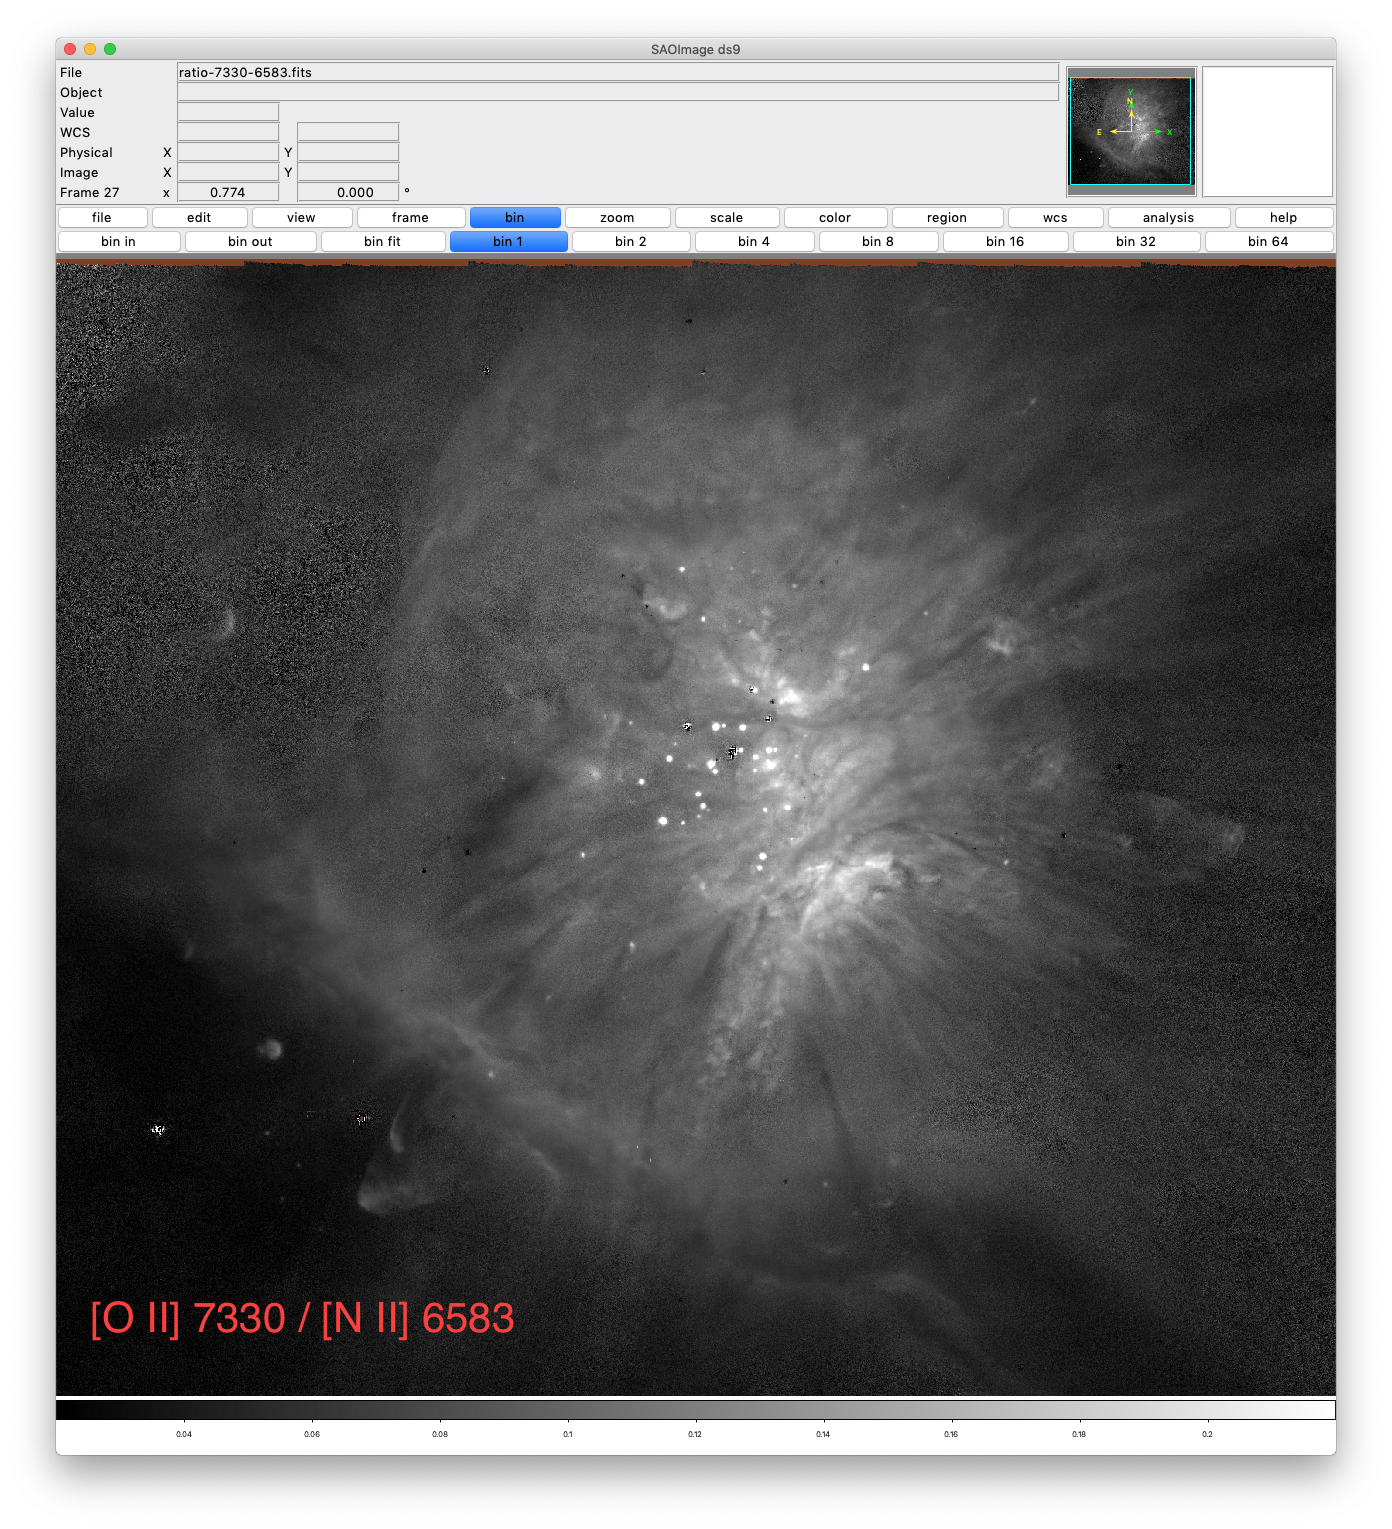 SAOImage ds9
File ratio-7330-6583.fits
Object
Value
WCS
Physical X Y
Image X Y
Frame 27 x 0.774 0.000 °
Y
N
E X
file edit view frame bin zoom scale color region wcs analysis help
bin in bin out bin fit bin 1 bin 2 bin 4 bin 8 bin 16 bin 32 bin 64
[O II] 7330 / [N II] 6583
0.04 0.06 0.08 0.1 0.12 0.14 0.16 0.18 0.2